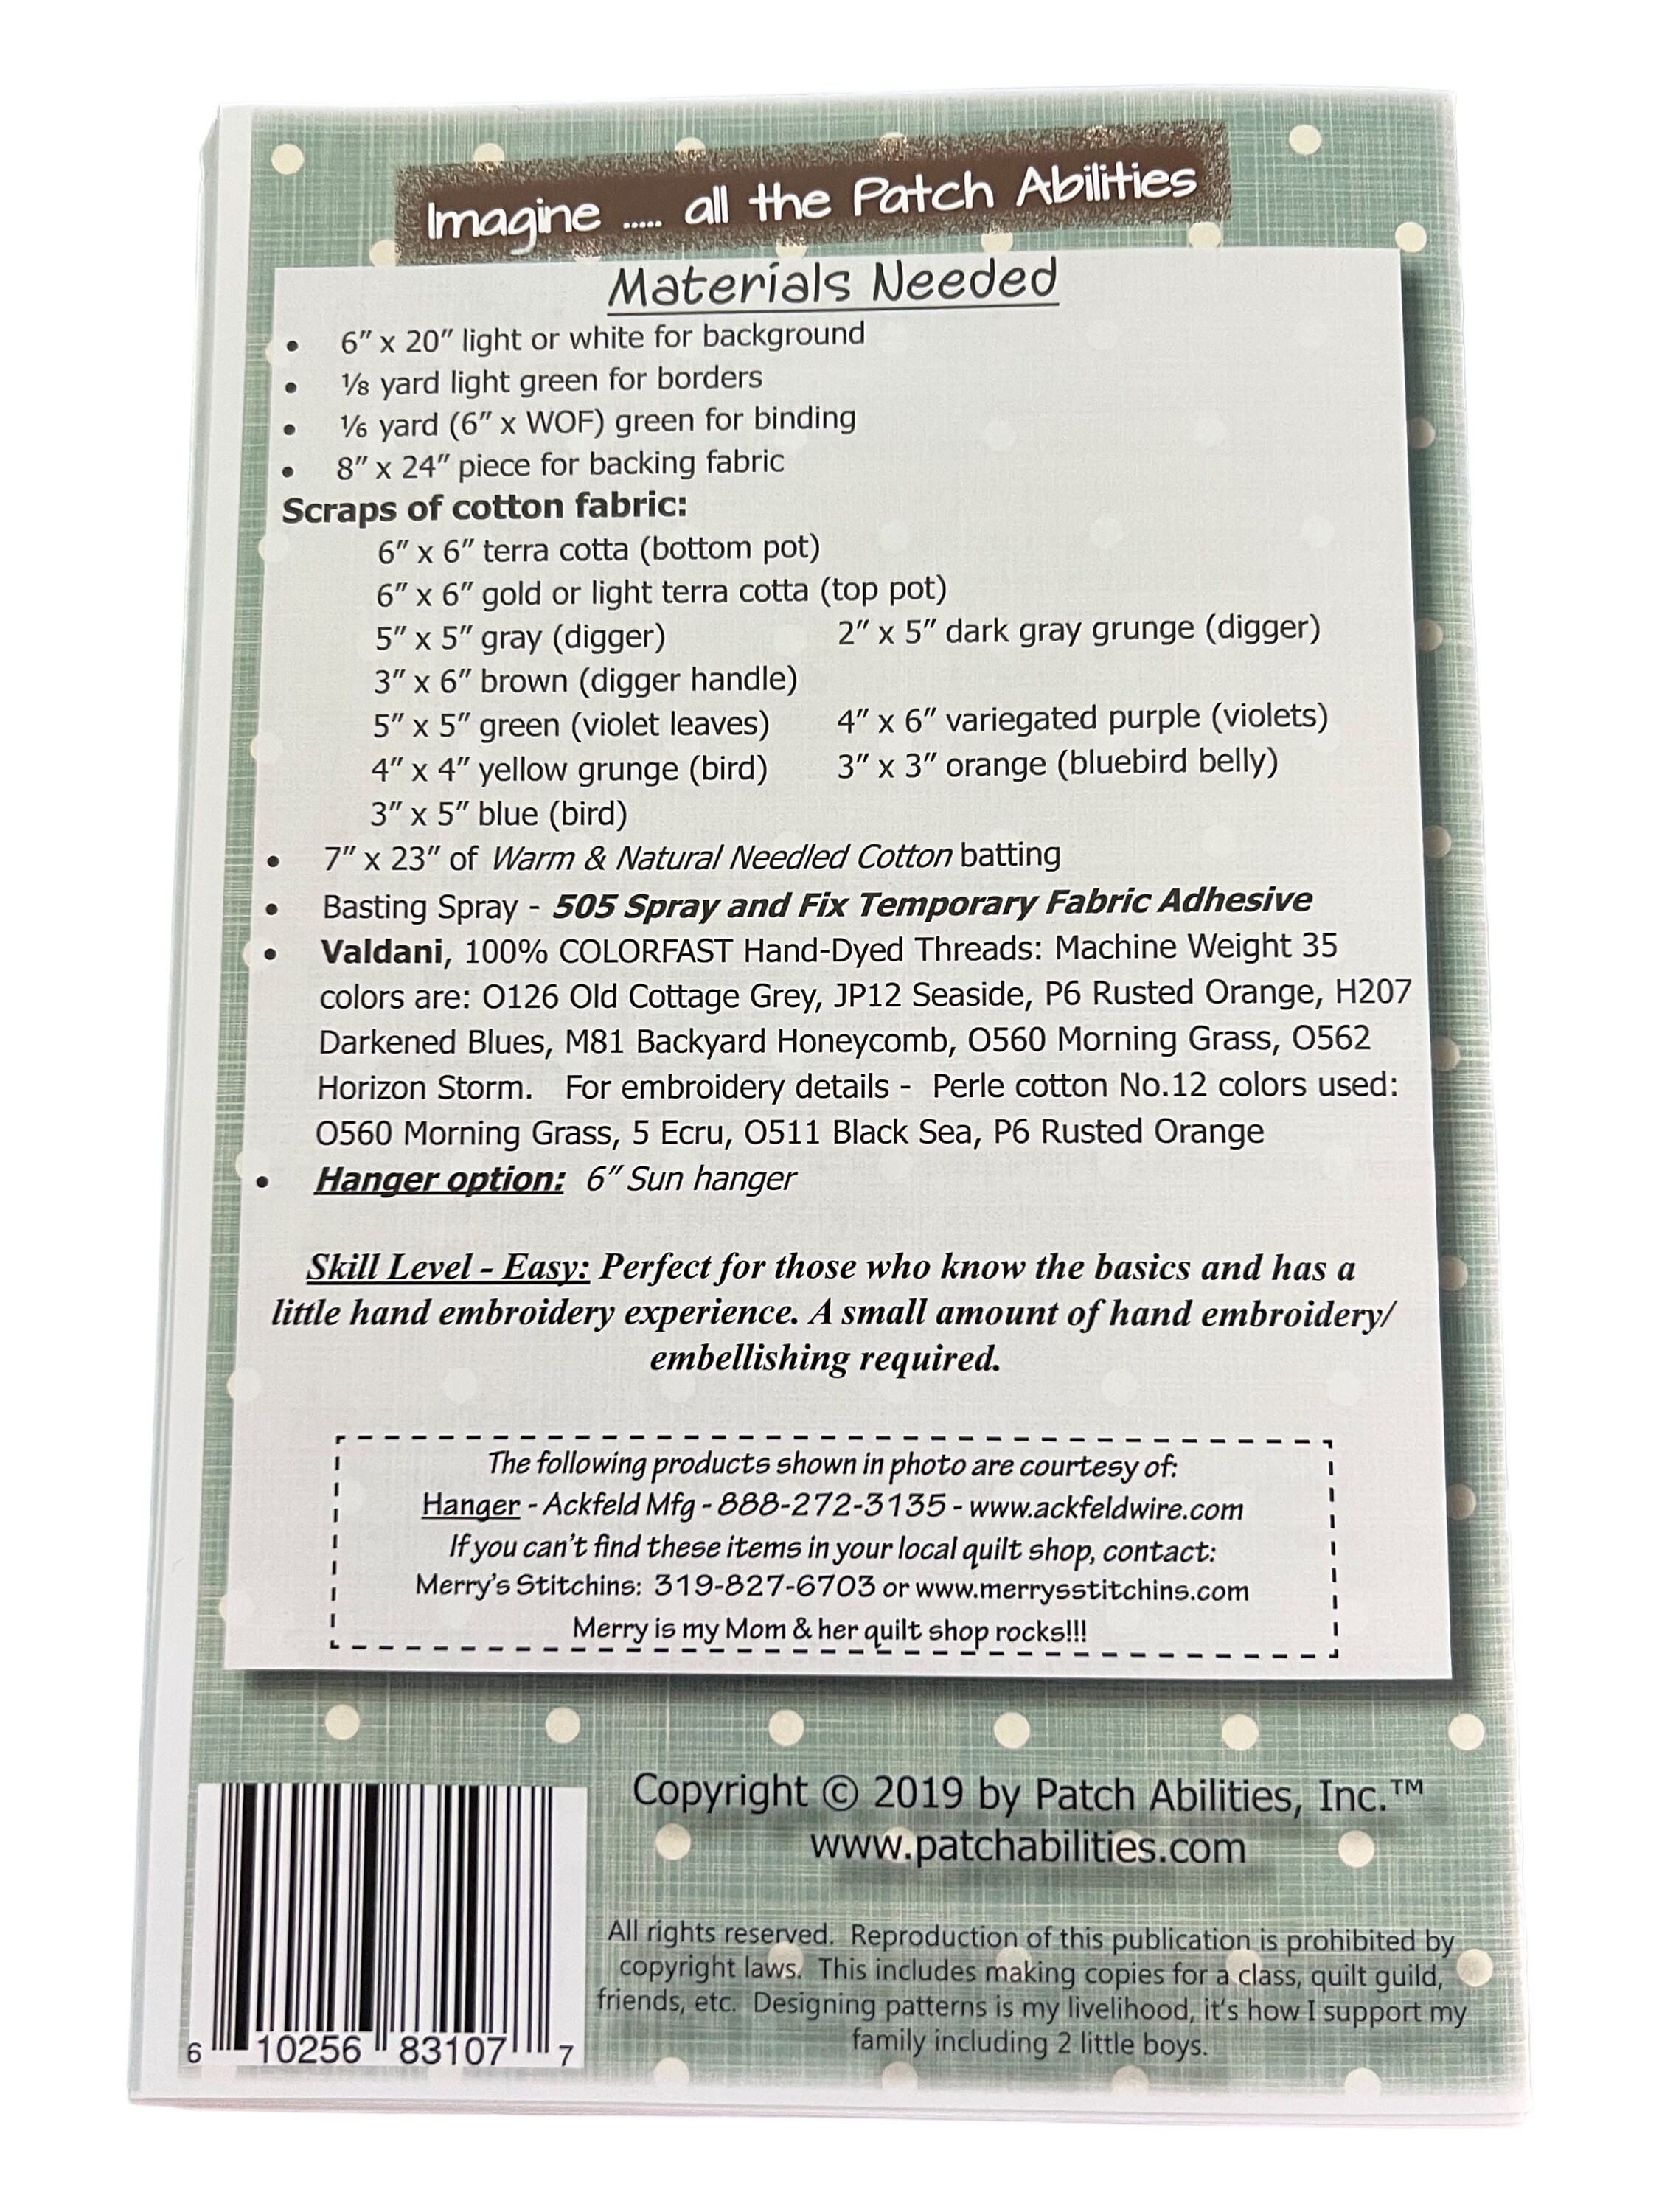 Imagine ..... all the Patch Abilities
Materials Needed
• 6" x 20" light or white for background
• ⅛ yard light green for borders
• ⅙ yard (6" x WOF) green for binding
• 8" x 24" piece for backing fabric
Scraps of cotton fabric:
6" x 6" terra cotta (bottom pot)
6" x 6" gold or light terra cotta (top pot)
5" x 5" gray (digger) 2" x 5" dark gray grunge (digger)
3" x 6" brown (digger handle)
5" x 5" green (violet leaves) 4" x 6" variegated purple (violets)
4" x 4" yellow grunge (bird) 3" x 3" orange (bluebird belly)
3" x 5" blue (bird)
• 7" x 23" of Warm & Natural Needled Cotton batting
• Basting Spray - 505 Spray and Fix Temporary Fabric Adhesive
• Valdani, 100% COLORFAST Hand-Dyed Threads: Machine Weight 35
colors are: O126 Old Cottage Grey, JP12 Seaside, P6 Rusted Orange, H207
Darkened Blues, M81 Backyard Honeycomb, O560 Morning Grass, O562
Horizon Storm. For embroidery details - Perle cotton No.12 colors used:
O560 Morning Grass, 5 Ecru, O511 Black Sea, P6 Rusted Orange
• Hanger option: 6" Sun hanger
Skill Level - Easy: Perfect for those who know the basics and has a
little hand embroidery experience. A small amount of hand embroidery/
embellishing required.
The following products shown in photo are courtesy of:
Hanger - Ackfeld Mfg - 888-272-3135 - www.ackfeldwire.com
If you can't find these items in your local quilt shop, contact:
Merry's Stitchins: 319-827-6703 or www.merrysstitchins.com
Merry is my Mom & her quilt shop rocks!!!
Copyright © 2019 by Patch Abilities, Inc.™
www.patchabilities.com
All rights reserved. Reproduction of this publication is prohibited by
copyright laws. This includes making copies for a class, quilt guild,
friends, etc. Designing patterns is my livelihood, it's how I support my
family including 2 little boys.
6 10256 83107 7